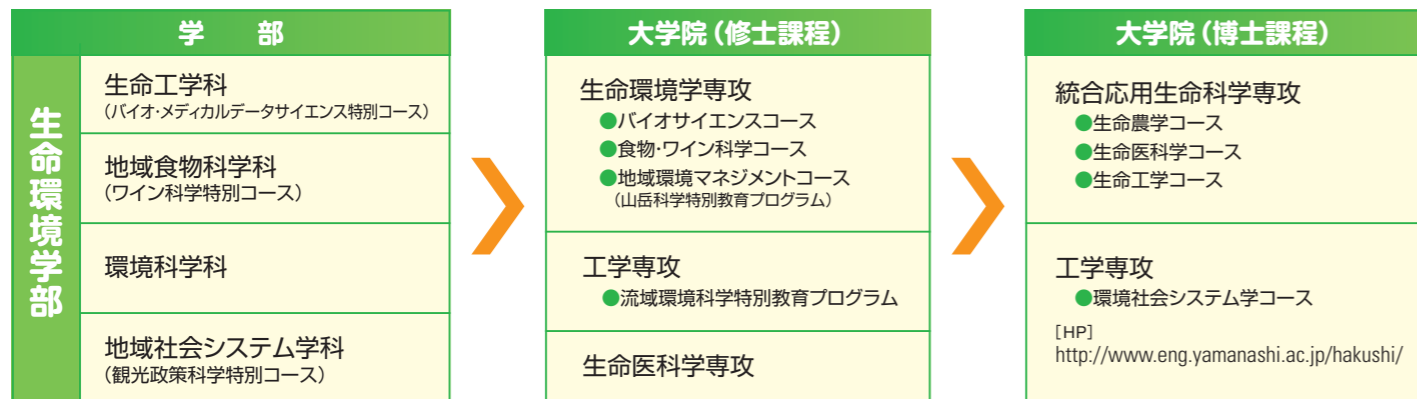 学 部
生命環境学部
生命工学科
(バイオ・メディカルデータサイエンス特別コース)
地域食物科学科
(ワイン科学特別コース)
環境科学科
地域社会システム学科
(観光政策科学特別コース)
大学院(修士課程)
生命環境学専攻
●バイオサイエンスコース
●食物・ワイン科学コース
●地域環境マネジメントコース
(山岳科学特別教育プログラム)
工学専攻
●流域環境科学特別教育プログラム
生命医科学専攻
大学院(博士課程)
統合応用生命科学専攻
●生命農学コース
●生命医科学コース
●生命工学コース
工学専攻
●環境社会システム学コース
[HP]
http://www.eng.yamanashi.ac.jp/hakushi/